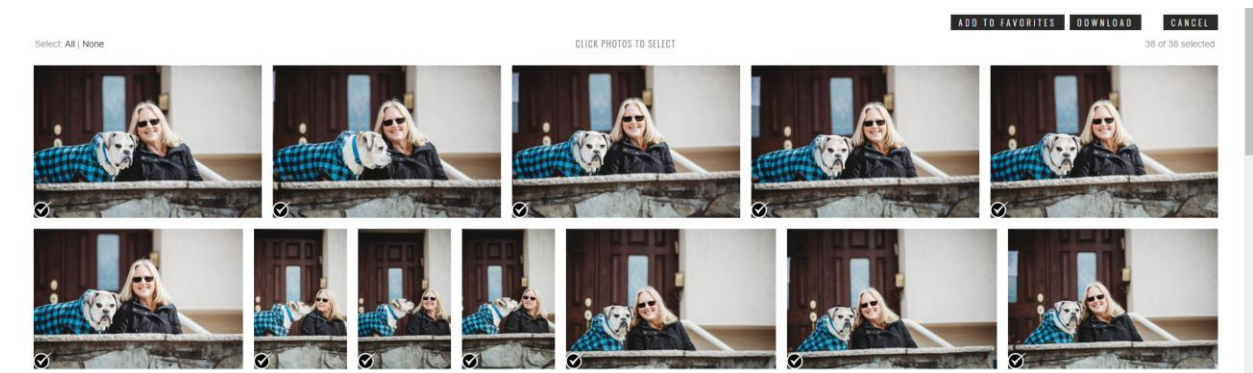 ADD TO FAVORITES DOWNLOAD CANCEL
Select: All | None CLICK PHOTOS TO SELECT 38 of 38 selected